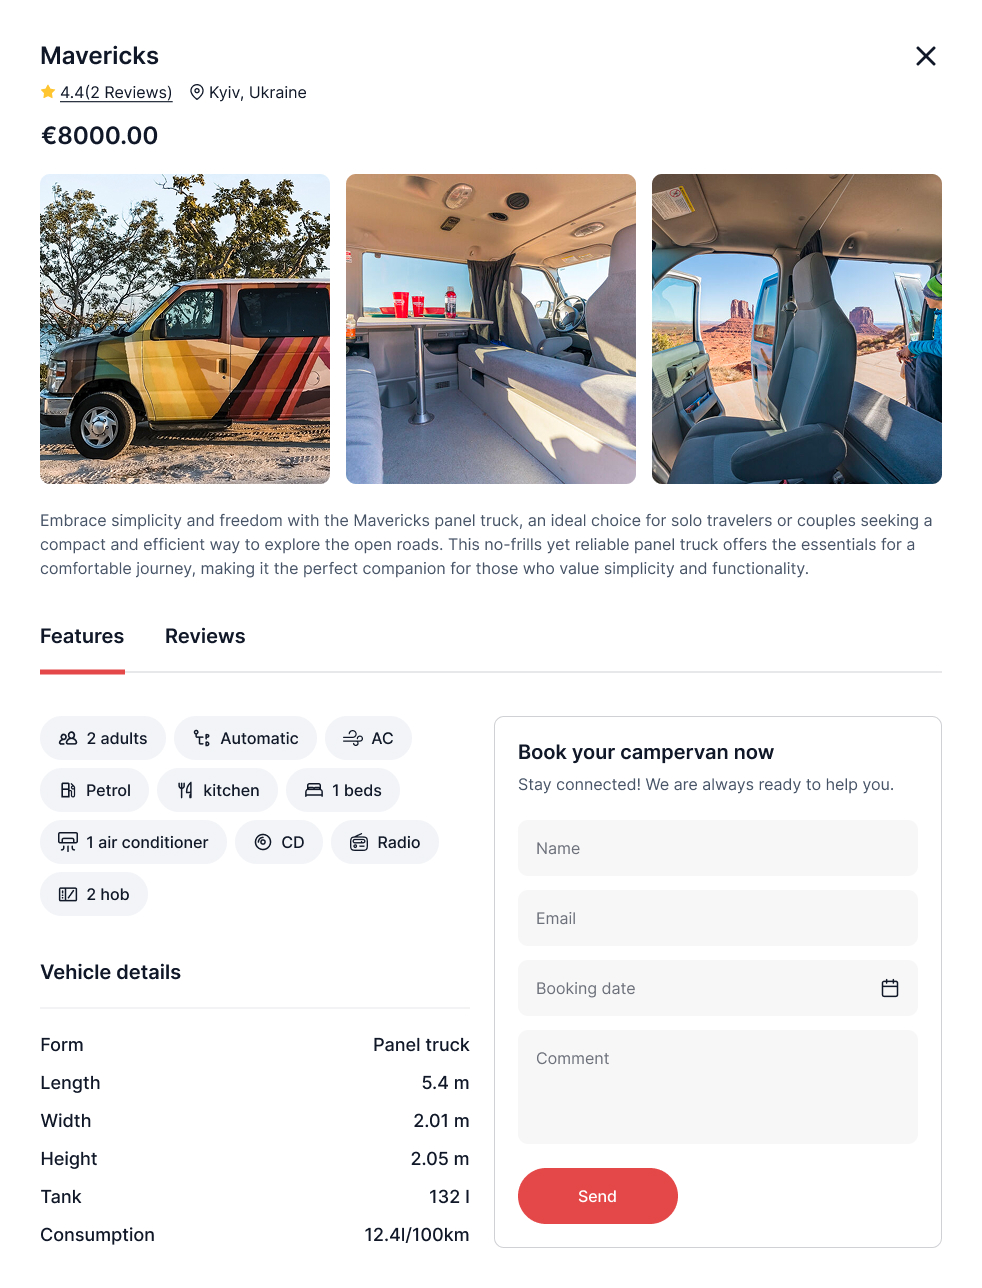 Mavericks
4.4(2 Reviews) Kyiv, Ukraine
€8000.00
Embrace simplicity and freedom with the Mavericks panel truck, an ideal choice for solo travelers or couples seeking a
compact and efficient way to explore the open roads. This no-frills yet reliable panel truck offers the essentials for a
comfortable journey, making it the perfect companion for those who value simplicity and functionality.
Features Reviews
2 adults Automatic AC
Petrol kitchen 1 beds
1 air conditioner CD Radio
2 hob
Vehicle details
Form Panel truck
Length 5.4 m
Width 2.01 m
Height 2.05 m
Tank 132 l
Consumption 12.4l/100km
Book your campervan now
Stay connected! We are always ready to help you.
Name
Email
Booking date
Comment
Send